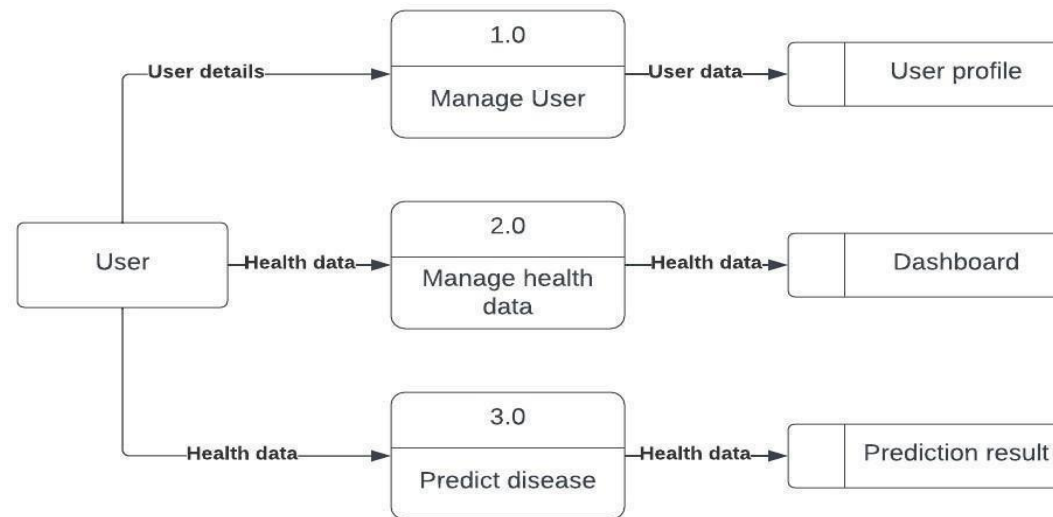 1.0
User details
Manage User
User data
User profile
User
2.0
Health data
Manage health
data
Health data
Dashboard
3.0
Health data
Predict disease
Health data
Prediction result